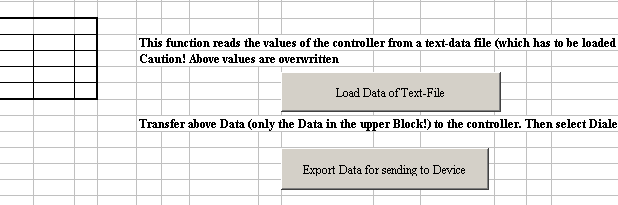 This function reads the values of the controller from a text-data file (which has to be loaded
Caution! Above values are overwritten
Load Data of Text-File
Transfer above Data (only the Data in the upper Block!) to the controller. Then select Diale
Export Data for sending to Device